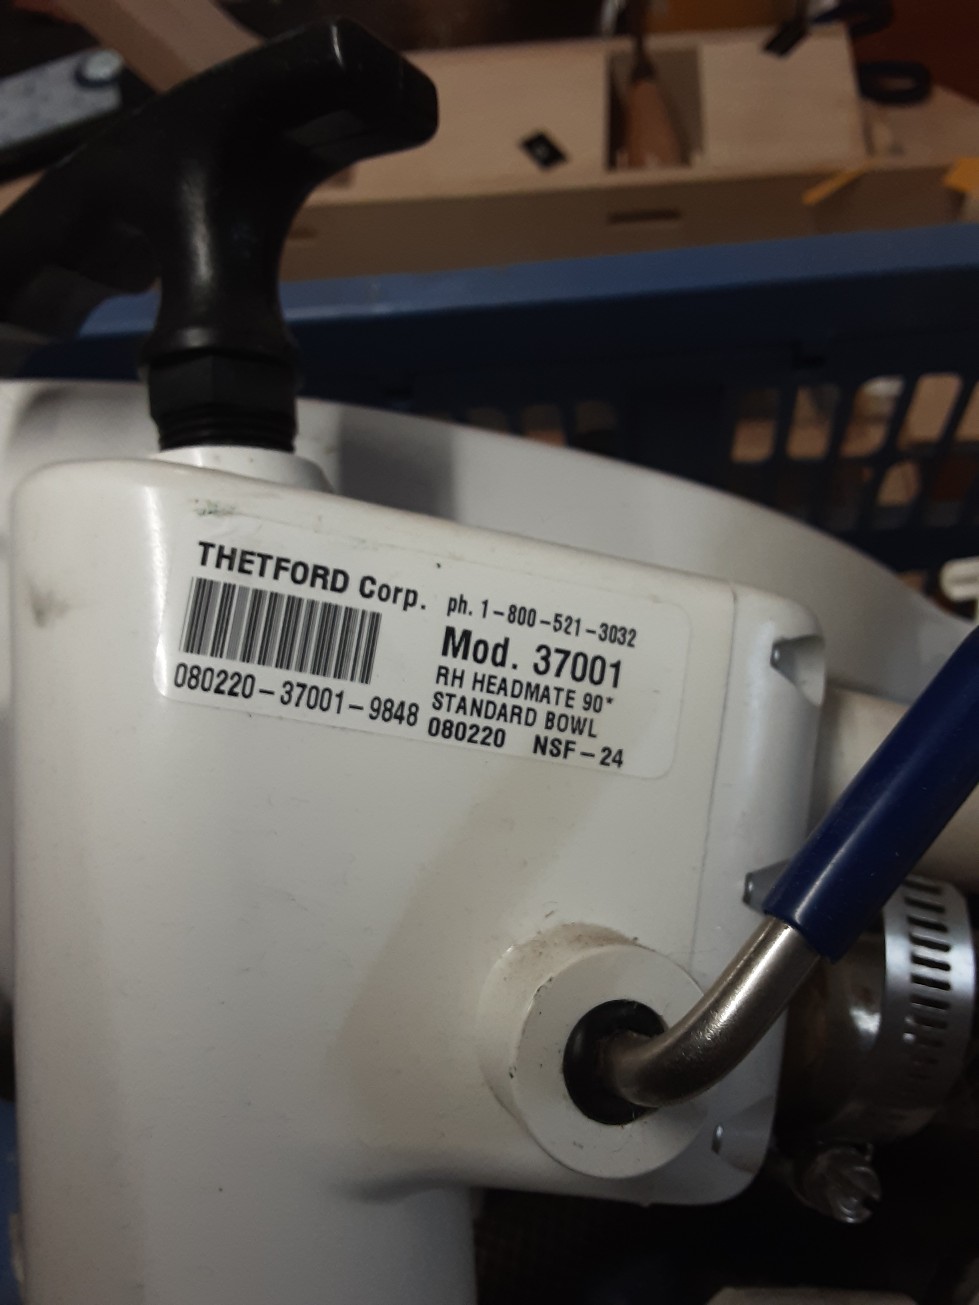 THETFORD Corp. ph. 1-800-521-3032
Mod. 37001
RH HEADMATE 90°
STANDARD BOWL
080220-37001-9848 080220 NSF-24